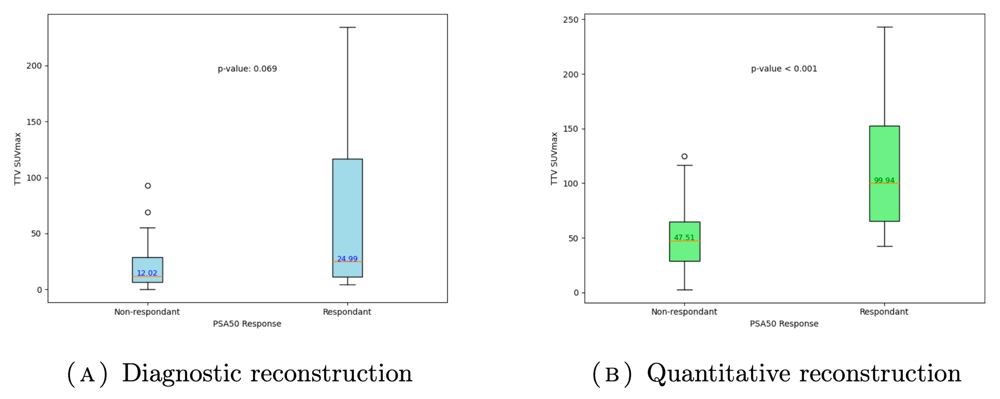 200
150
100
50
0
TTV SUVmax
p-value: 0.069
24.99
12.02
Non-respondant
Respondant
PSA50 Response
(A) Diagnostic reconstruction
250
200
150
100
50
0
TTV SUVmax
p-value < 0.001
99.94
47.51
Non-respondant
Respondant
PSA50 Response
(B) Quantitative reconstruction